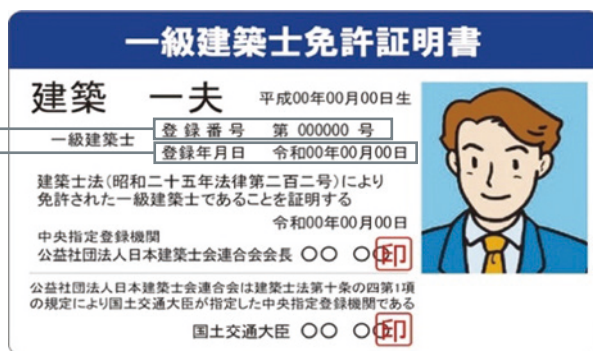 一級建築士免許証明書
建築 一夫 平成00年00月00日生
一級建築士 登録番号 第 000000 号
登録年月日 令和00年00月00日
建築士法(昭和二十五年法律第二百二号)により
免許された一級建築士であることを証明する
令和00年00月00日
中央指定登録機関
公益社団法人日本建築士会連合会会長 〇〇 〇〇 印
公益社団法人日本建築士会連合会は建築士法第十条の四第1項
の規定により国土交通大臣が指定した中央指定登録機関である
国土交通大臣 〇〇 〇〇 印